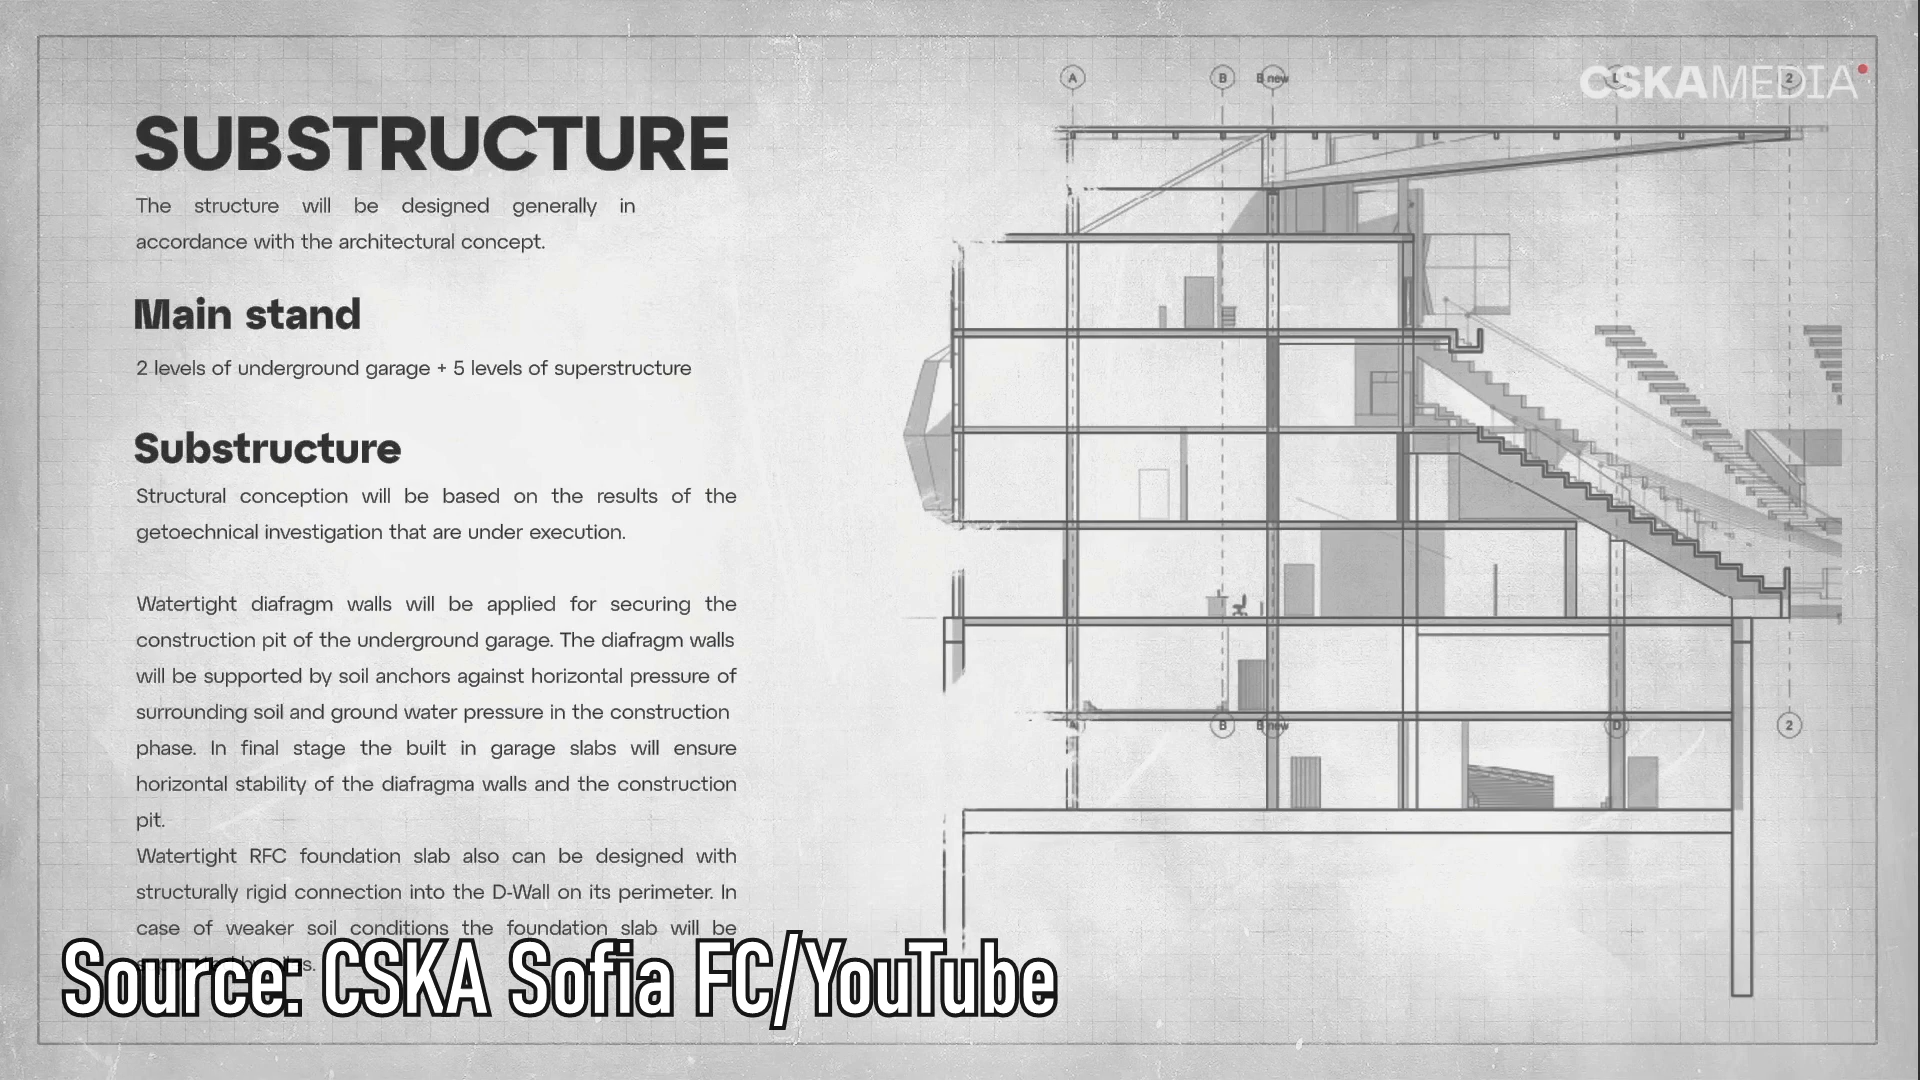 CSKAMEDIA
A B B new D 2
SUBSTRUCTURE
The structure will be designed generally in
accordance with the architectural concept.
Main stand
2 levels of underground garage + 5 levels of superstructure
Substructure
Structural conception will be based on the results of the
getoechnical investigation that are under execution.
Watertight diafragm walls will be applied for securing the
construction pit of the underground garage. The diafragm walls
will be supported by soil anchors against horizontal pressure of
surrounding soil and ground water pressure in the construction
phase. In final stage the built in garage slabs will ensure
horizontal stability of the diafragma walls and the construction
pit.
Watertight RFC foundation slab also can be designed with
structurally rigid connection into the D-Wall on its perimeter. In
case of weaker soil conditions the foundation slab will be
A B B new D 2
Source: CSKA Sofia FC/YouTube